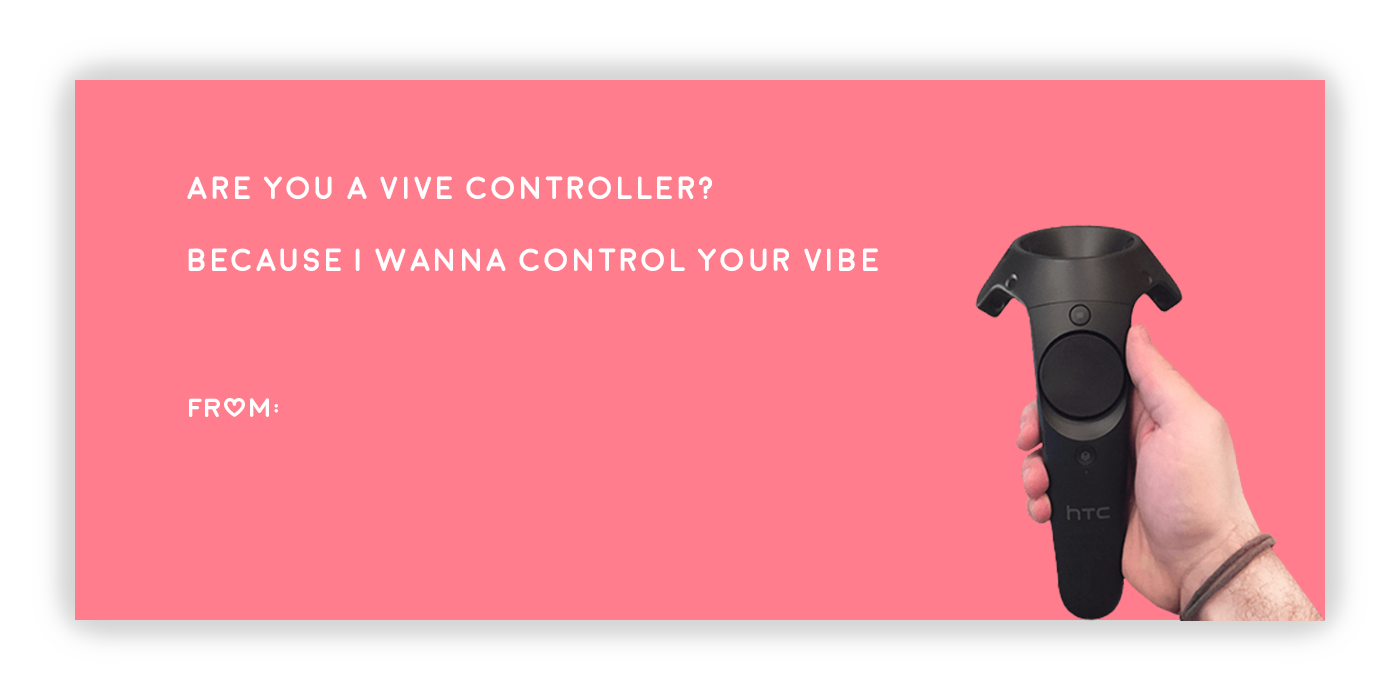 ARE YOU A VIVE CONTROLLER?
BECAUSE I WANNA CONTROL YOUR VIBE
FR♡M:
hTC